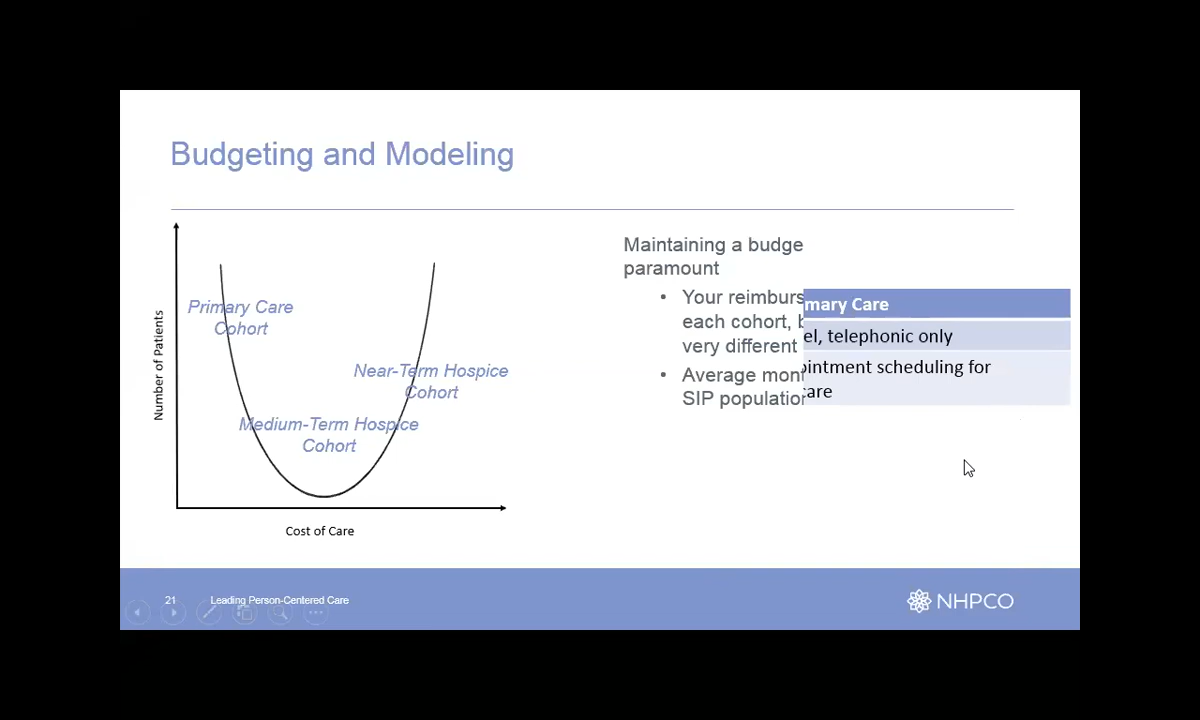 Budgeting and Modeling
Number of Patients
Primary Care
Cohort
Near-Term Hospice
Cohort
Medium-Term Hospice
Cohort
Cost of Care
Maintaining a budge
paramount
• Your reimburs
each cohort, b
very different
• Average mont
SIP population
mary Care
el, telephonic only
ointment scheduling for
care
21
Leading Person-Centered Care
NHPCO